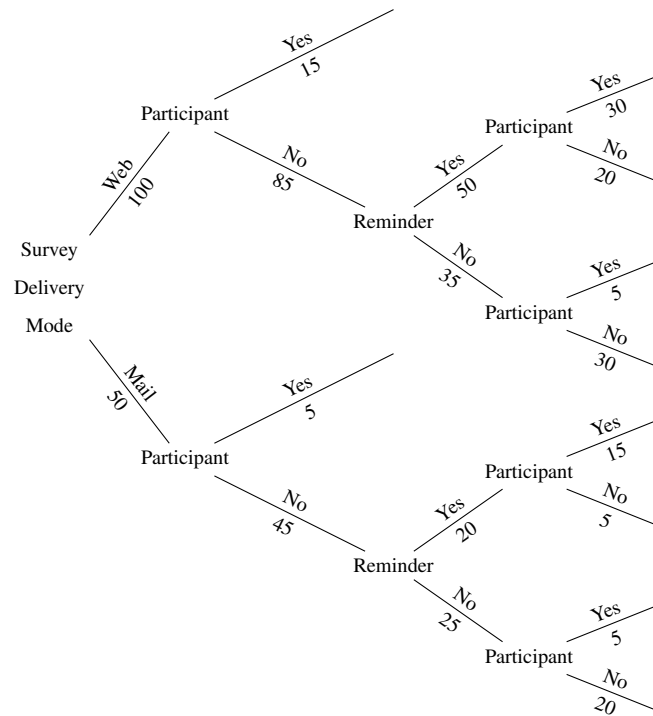 Yes
15
Participant
Web
100
No
85
Reminder
Yes
50
Participant
Yes
30
No
20
No
35
Participant
Yes
5
No
30
Survey
Delivery
Mode
Mail
50
Participant
Yes
5
No
45
Reminder
Yes
20
Participant
Yes
15
No
5
No
25
Participant
Yes
5
No
20